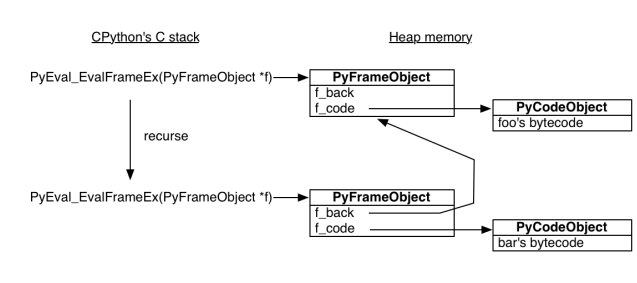 CPython's C stack
Heap memory
PyEval_EvalFrameEx(PyFrameObject *f)
PyFrameObject
f_back
f_code
PyCodeObject
foo's bytecode
recurse
PyEval_EvalFrameEx(PyFrameObject *f)
PyFrameObject
f_back
f_code
PyCodeObject
bar's bytecode